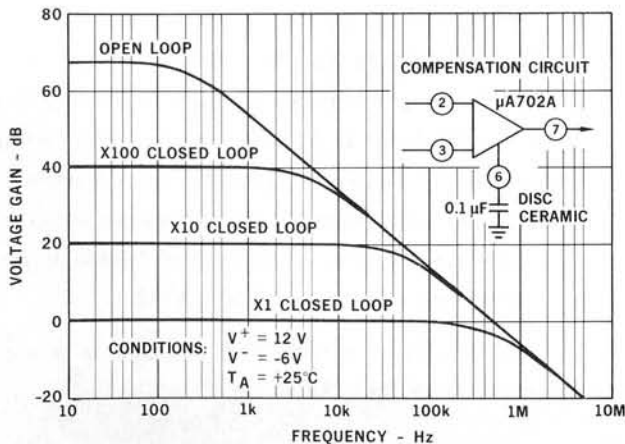 80
60
40
20
0
-20
VOLTAGE GAIN - dB
OPEN LOOP
X100 CLOSED LOOP
X10 CLOSED LOOP
X1 CLOSED LOOP
COMPENSATION CIRCUIT
μA702A
2
3
7
6
0.1 μF
DISC
CERAMIC
CONDITIONS:
V+ = 12 V
V- = -6V
TA = +25°C
10 100 1k 10k 100k 1M 10M
FREQUENCY - Hz